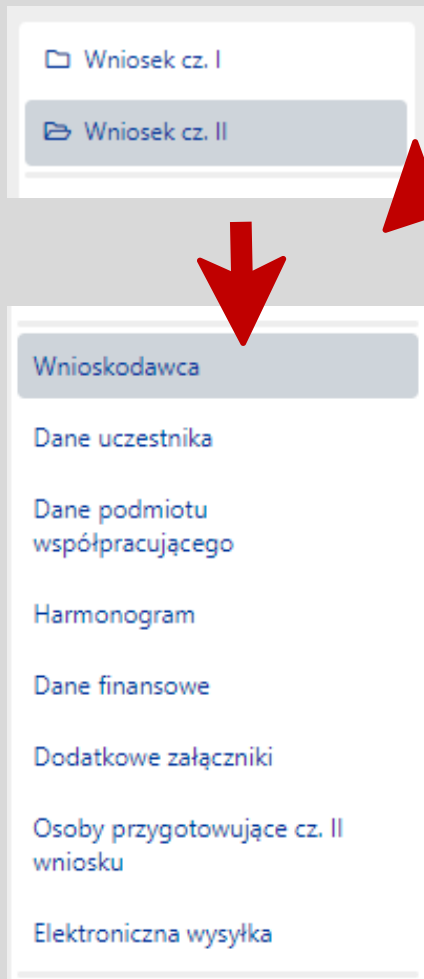 Wniosek cz. I
Wniosek cz. II
Wnioskodawca
Dane uczestnika
Dane podmiotu
współpracującego
Harmonogram
Dane finansowe
Dodatkowe załączniki
Osoby przygotowujące cz. II
wniosku
Elektroniczna wysyłka